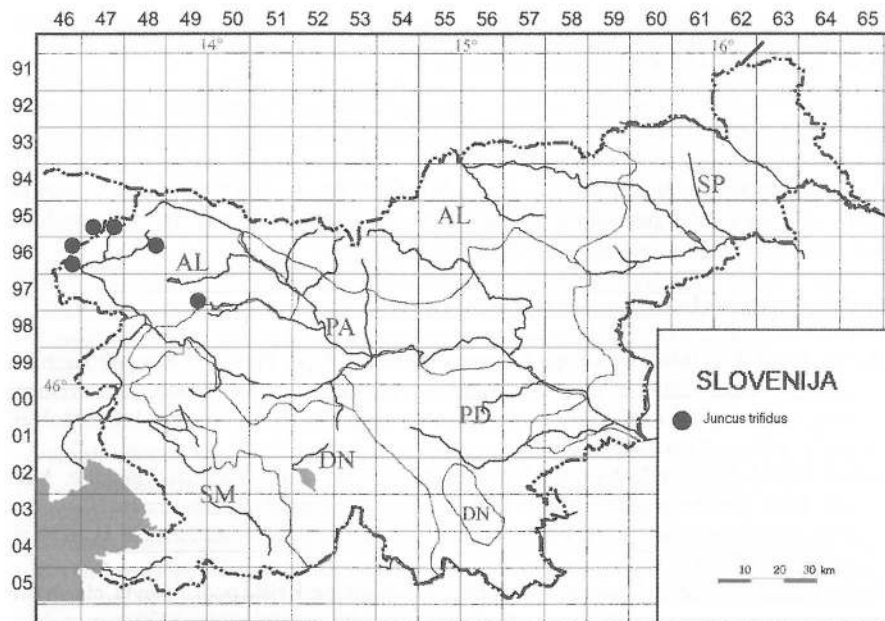 46 47 48 49 50 51 52 53 54 55 56 57 58 59 60 61 62 63 64 65
14° 15° 16°
91
92
93
94
SP
95
AL
96
AL
97
98
PA
99
SLOVENIJA
46°
00
PD
Juncus trifidus
01
DN
02
SM
03
DN
04
10 20 30 km
05